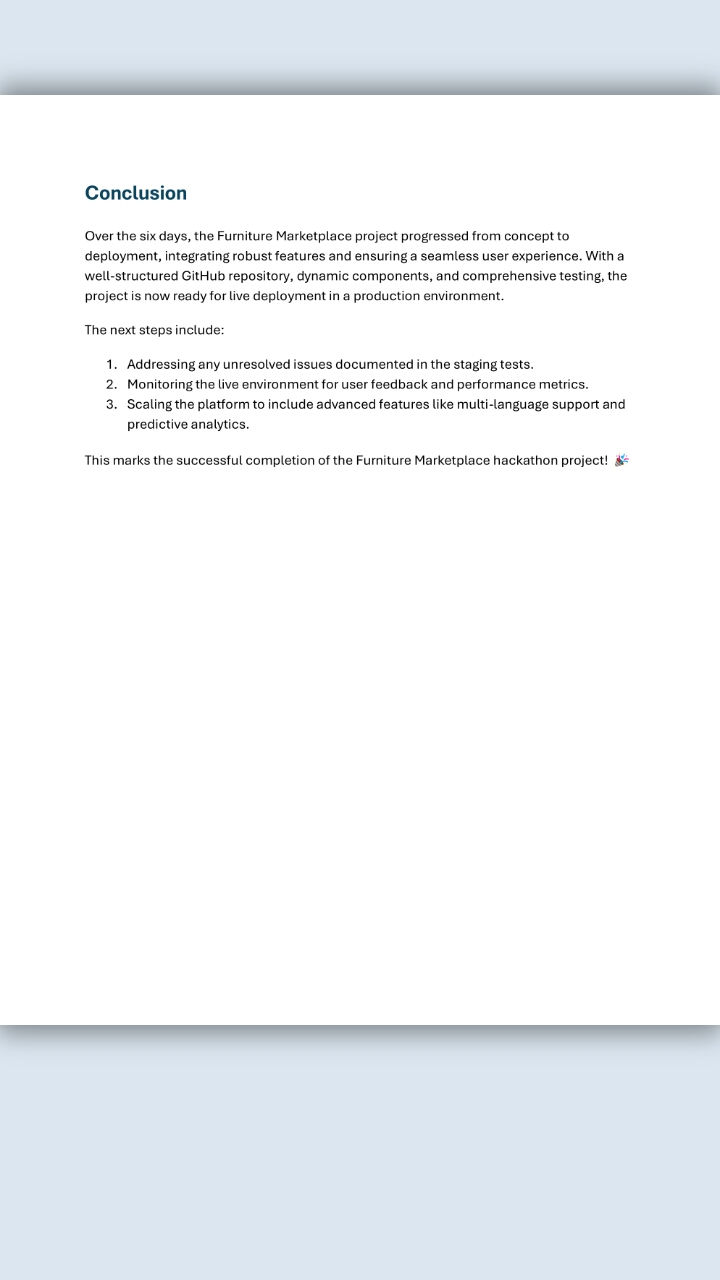 Conclusion
Over the six days, the Furniture Marketplace project progressed from concept to
deployment, integrating robust features and ensuring a seamless user experience. With a
well-structured GitHub repository, dynamic components, and comprehensive testing, the
project is now ready for live deployment in a production environment.
The next steps include:
1. Addressing any unresolved issues documented in the staging tests.
2. Monitoring the live environment for user feedback and performance metrics.
3. Scaling the platform to include advanced features like multi-language support and
predictive analytics.
This marks the successful completion of the Furniture Marketplace hackathon project! 🎉